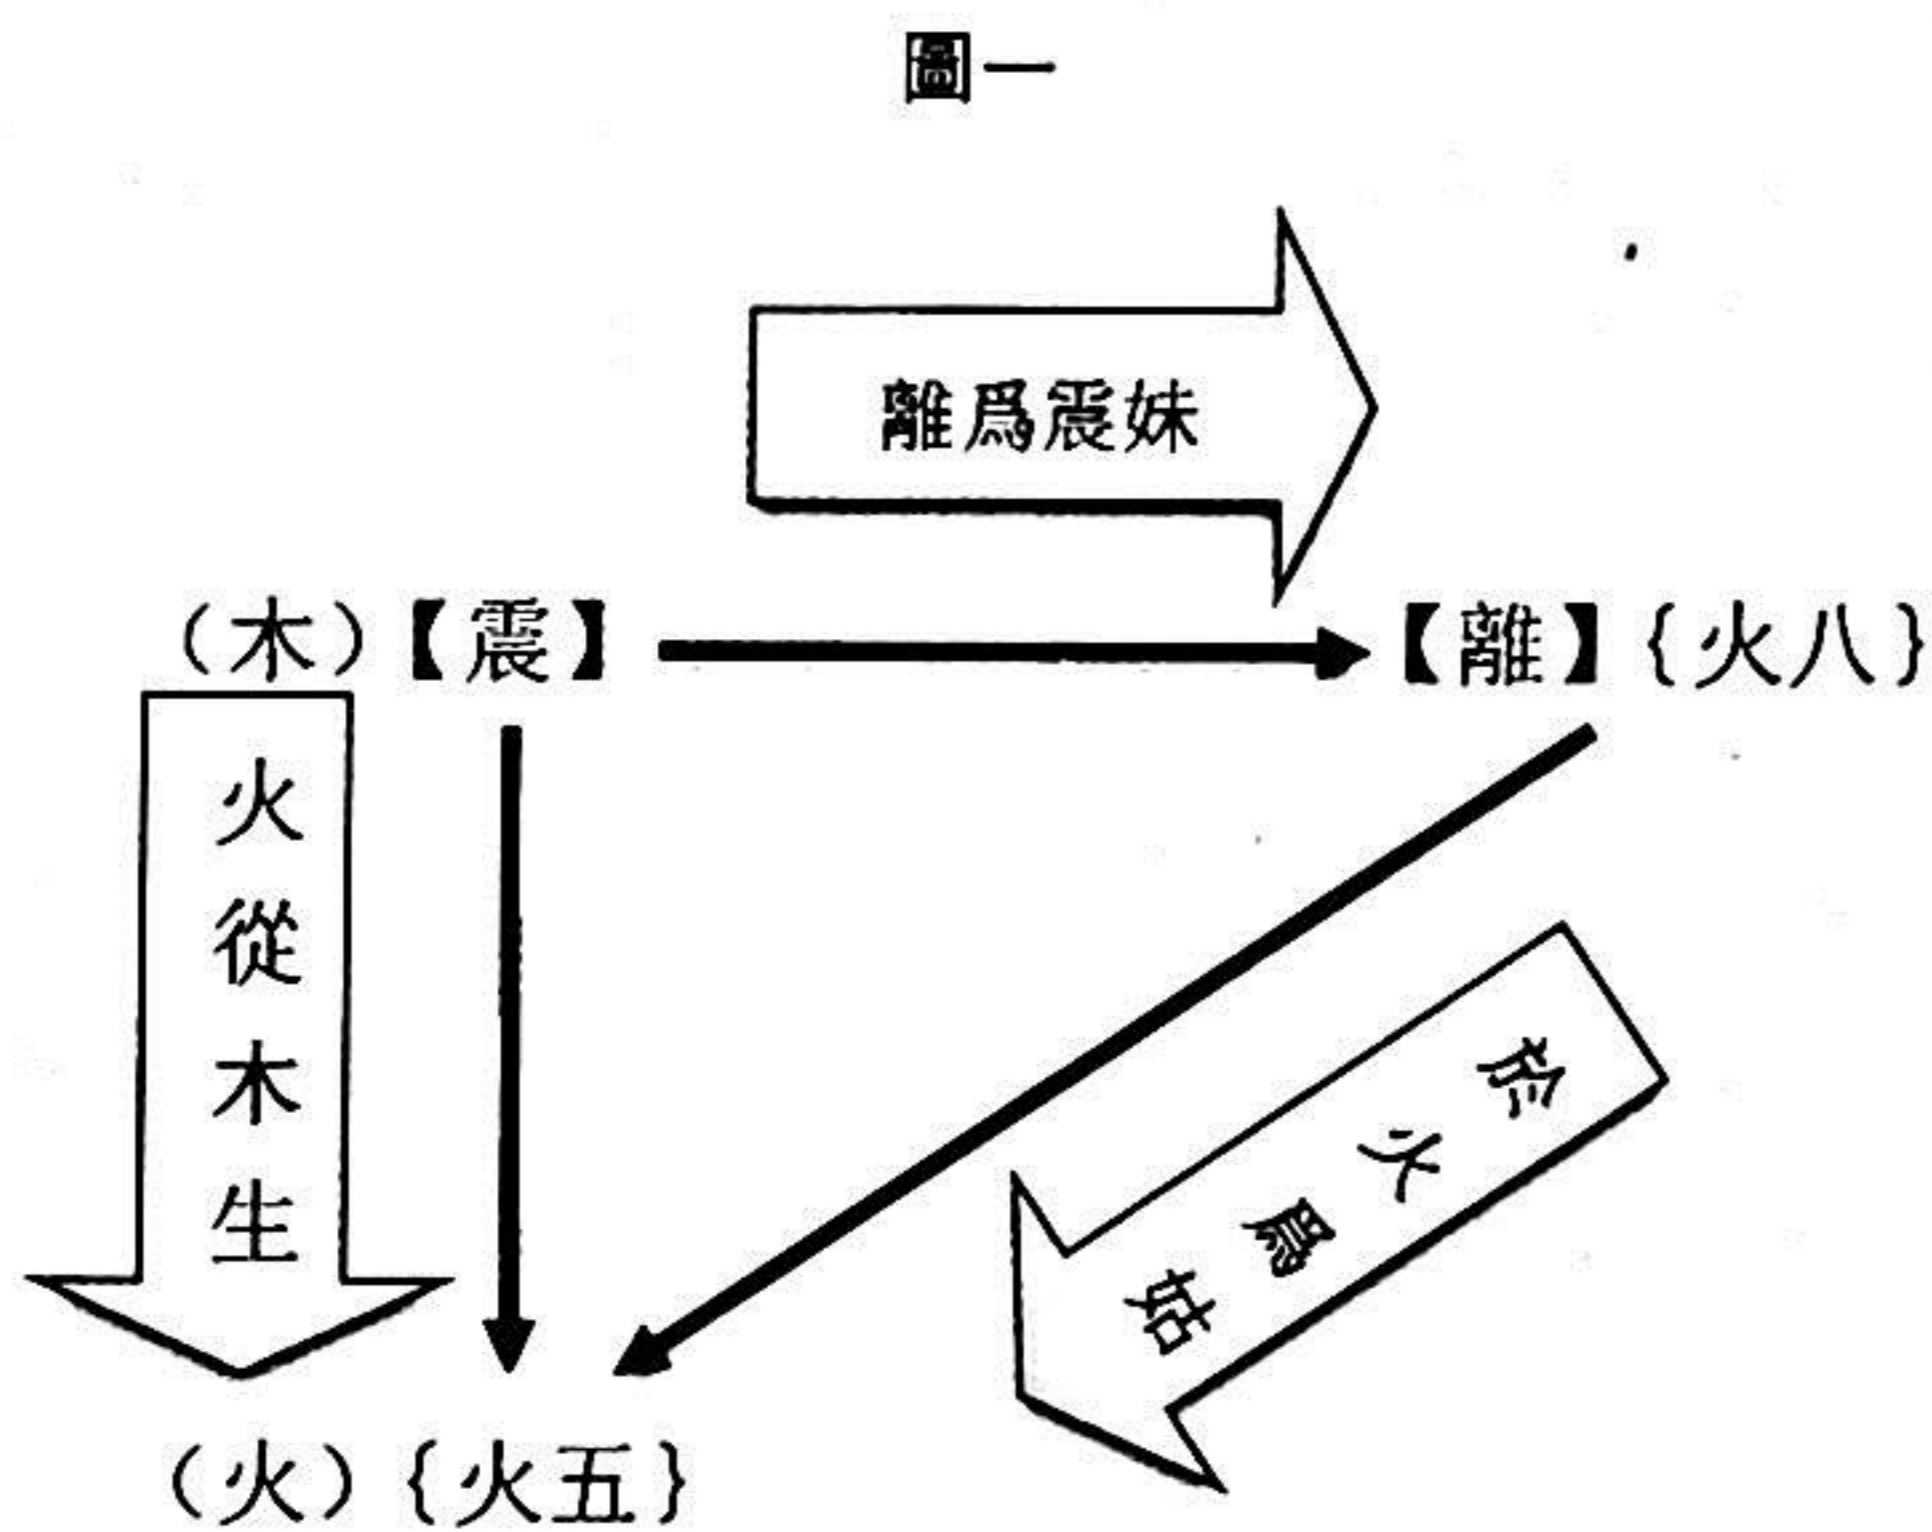 圖一
離爲震妹
（木）【震】
【離】{火八}
火從木生
於火爲姑
（火）{火五}